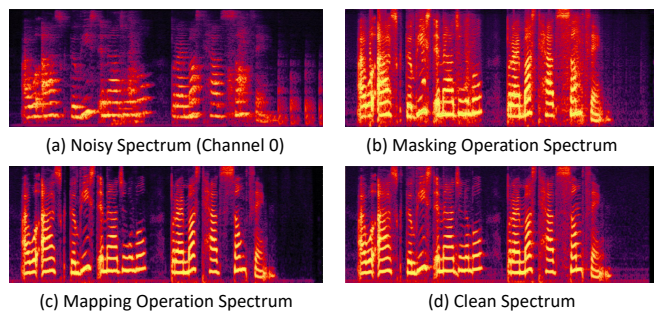 (a) Noisy Spectrum (Channel 0)
(b) Masking Operation Spectrum
(c) Mapping Operation Spectrum
(d) Clean Spectrum